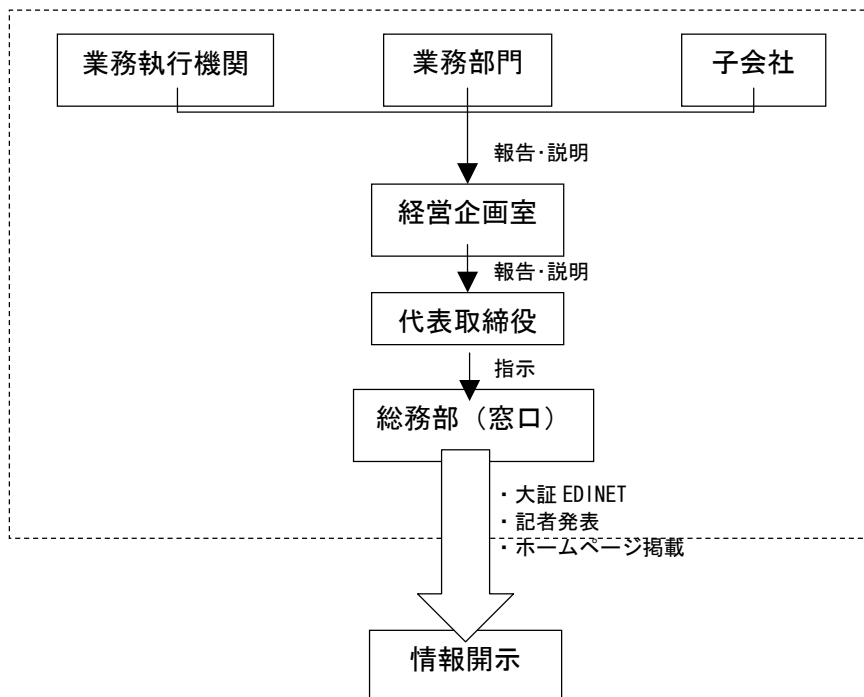 業務執行機関
業務部門
子会社
報告・説明
経営企画室
報告・説明
代表取締役
指示
総務部（窓口）
・大証 EDINET
・記者発表
・ホームページ掲載
情報開示